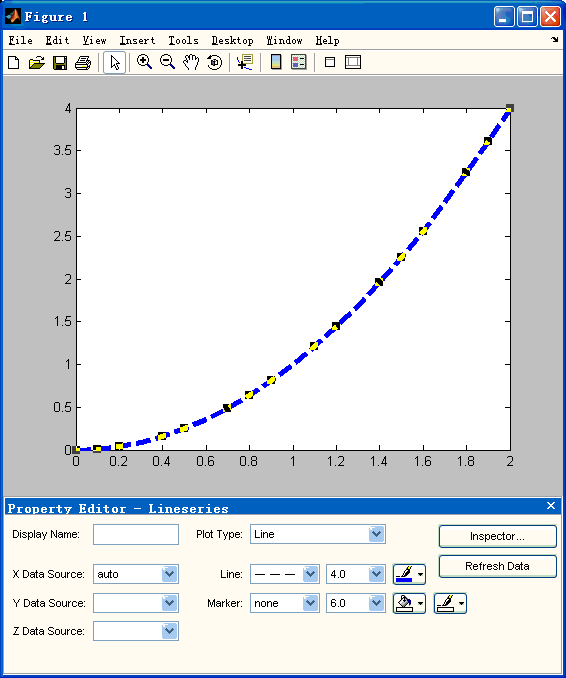 Figure 1
File Edit View Insert Tools Desktop Window Help
4
3.5
3
2.5
2
1.5
1
0.5
0
0 0.2 0.4 0.6 0.8 1 1.2 1.4 1.6 1.8 2
Property Editor - Lineseries
Display Name: Plot Type: Line Inspector...
X Data Source: auto Line: 4.0 Refresh Data
Y Data Source: Marker: none 6.0
Z Data Source: